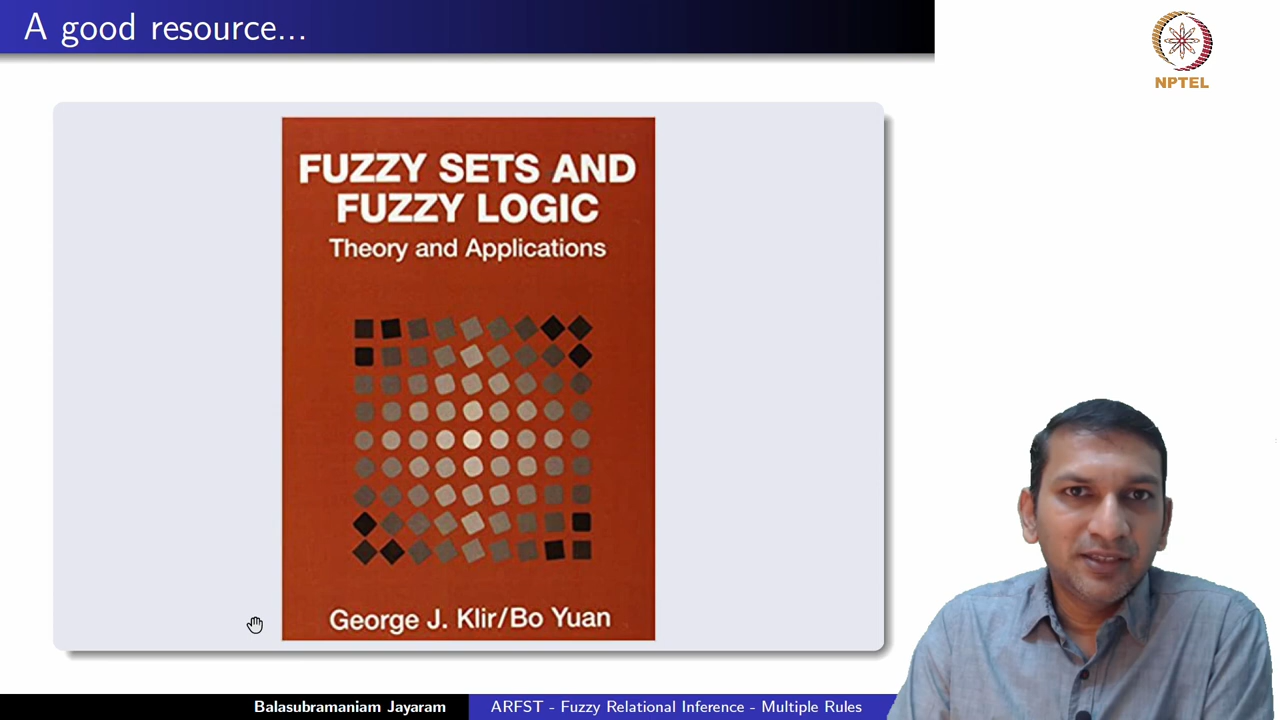 A good resource...
NPTEL
FUZZY SETS AND
FUZZY LOGIC
Theory and Applications
George J. Klir/Bo Yuan
Balasubramaniam Jayaram
ARFST - Fuzzy Relational Inference - Multiple Rules